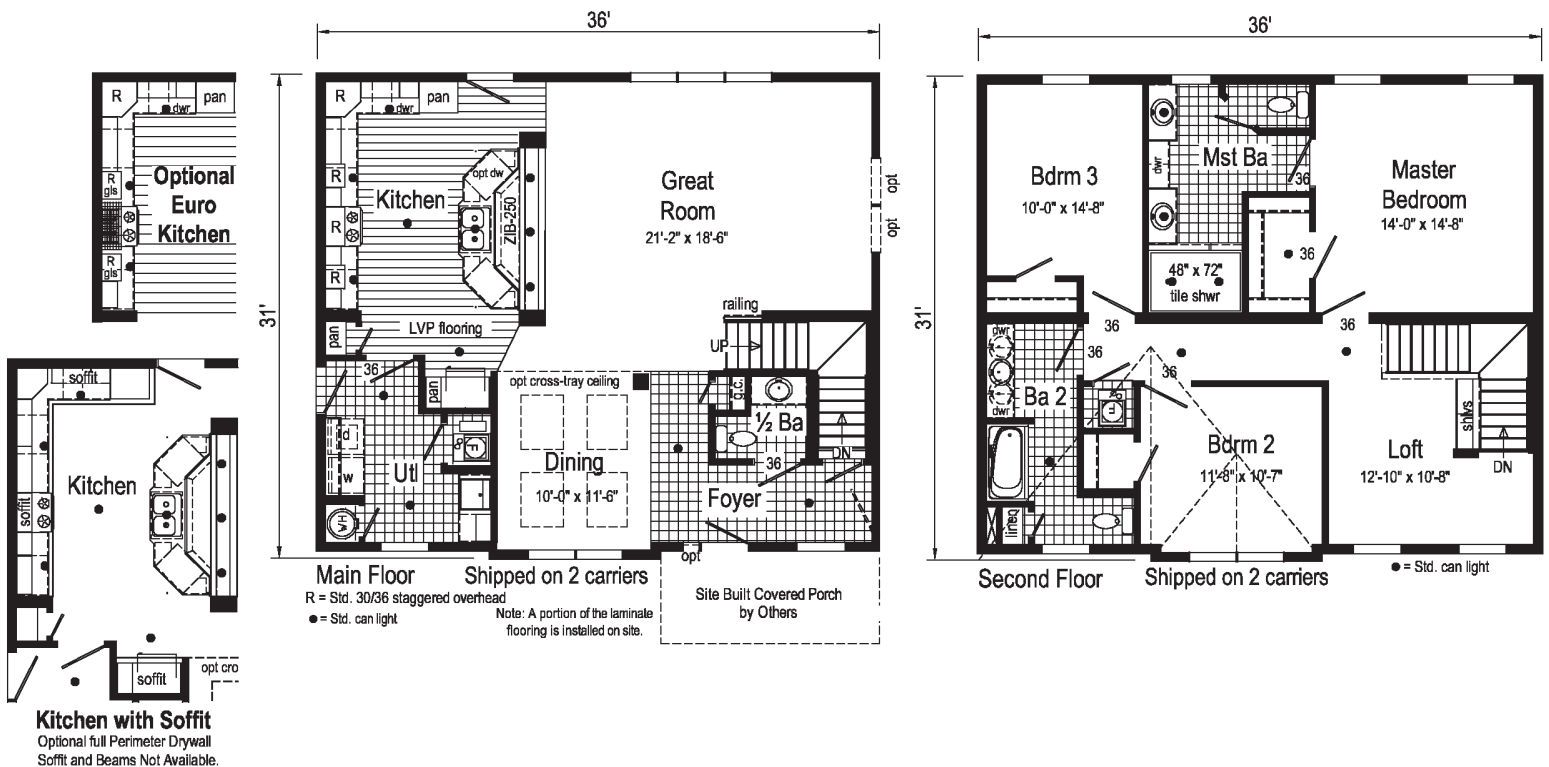 36'
36'
R
dwr
pan
R
gls
R
gls
Optional
Euro
Kitchen
31'
R
dwr
pan
R
R
R
Kitchen
opt dw
ZIB-250
Great
Room
21'-2" x 18'-6"
opt
opt
LVP flooring
pan
railing
UP
36
pan
opt cross-tray ceiling
g.c.
½ Ba
d
w
Utl
F
WH
Dining
10'-0" x 11'-6"
36
DN
Foyer
opt
Main Floor
Shipped on 2 carriers
R = Std. 30/36 staggered overhead
● = Std. can light
Note: A portion of the laminate
flooring is installed on site.
Site Built Covered Porch
by Others
31'
Bdrm 3
10'-0" x 14'-8"
dwr
Mst Ba
36
Master
Bedroom
14'-0" x 14'-8"
36
48" x 72"
tile shwr
36
36
36
36
dwr
dwr
Ba 2
F
linen
Bdrm 2
11'-8" x 10'-7"
Loft
12'-10" x 10'-8"
shlvs
DN
Second Floor
Shipped on 2 carriers
● = Std. can light
soffit
soffit
Kitchen
soffit
opt cro
Kitchen with Soffit
Optional full Perimeter Drywall
Soffit and Beams Not Available.